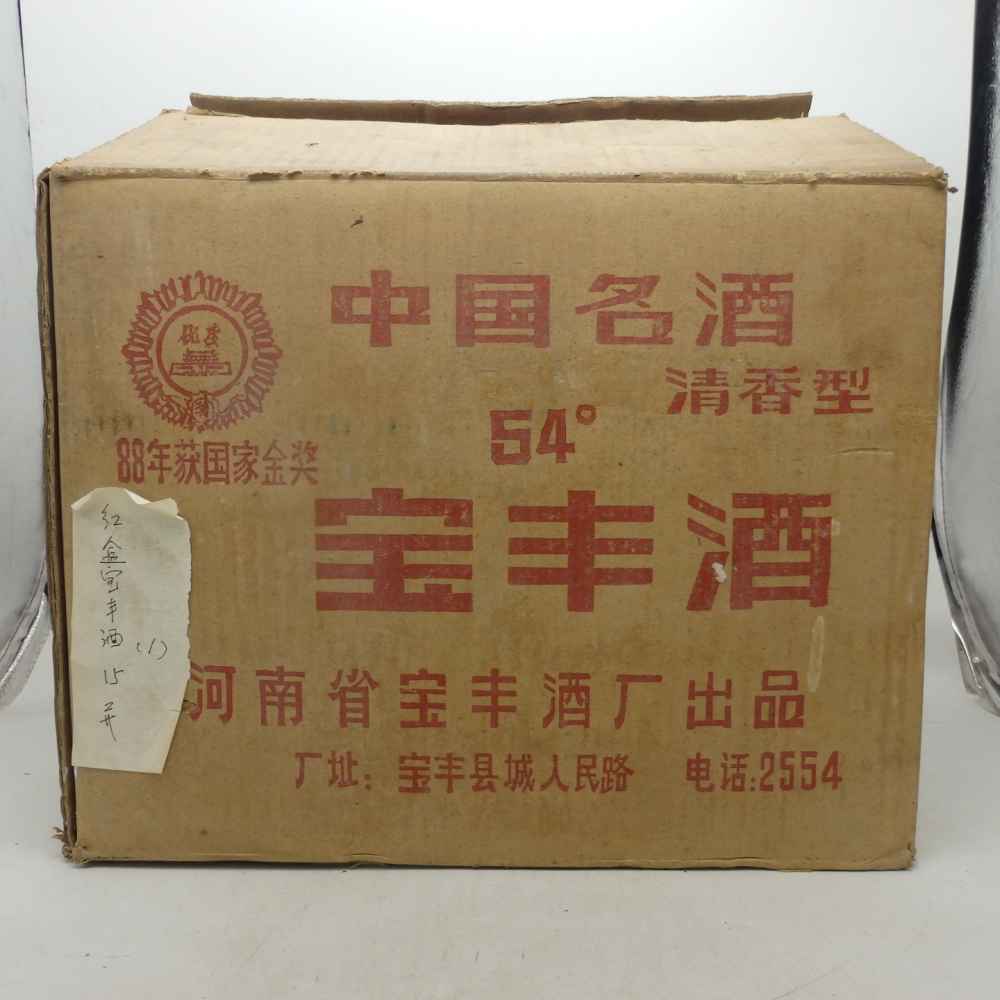 中国名酒
清香型
54°
88年获国家金奖
宝丰酒
红盒宝丰酒 15 
(1)
河南省宝丰酒厂出品
厂址：宝丰县城人民路 电话:2554